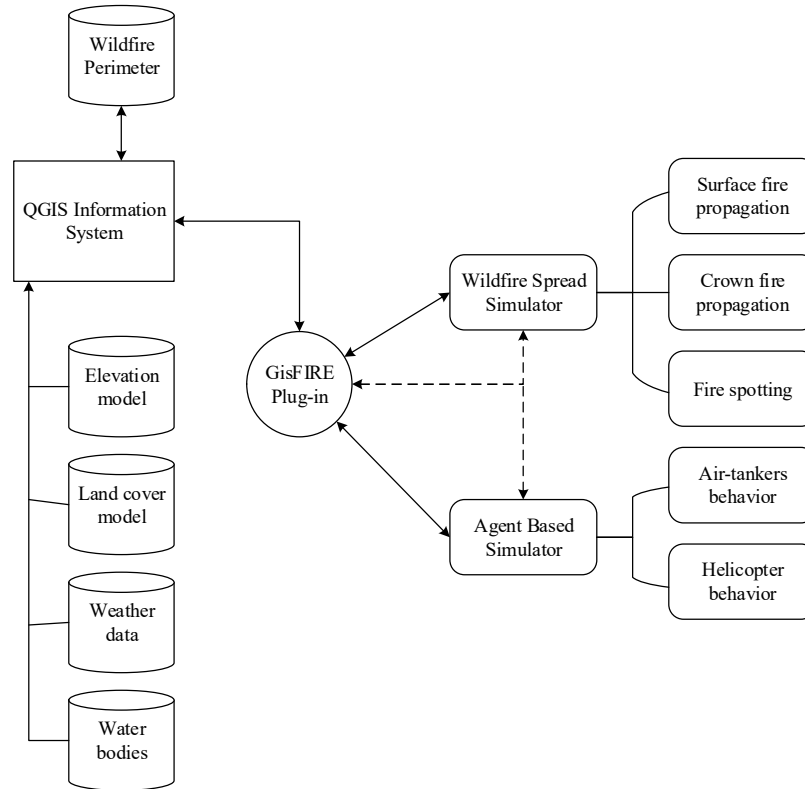 Wildfire
Perimeter
QGIS Information
System
Elevation
model
Land cover
model
Weather
data
Water
bodies
GisFIRE
Plug-in
Wildfire Spread
Simulator
Agent Based
Simulator
Surface fire
propagation
Crown fire
propagation
Fire spotting
Air-tankers
behavior
Helicopter
behavior